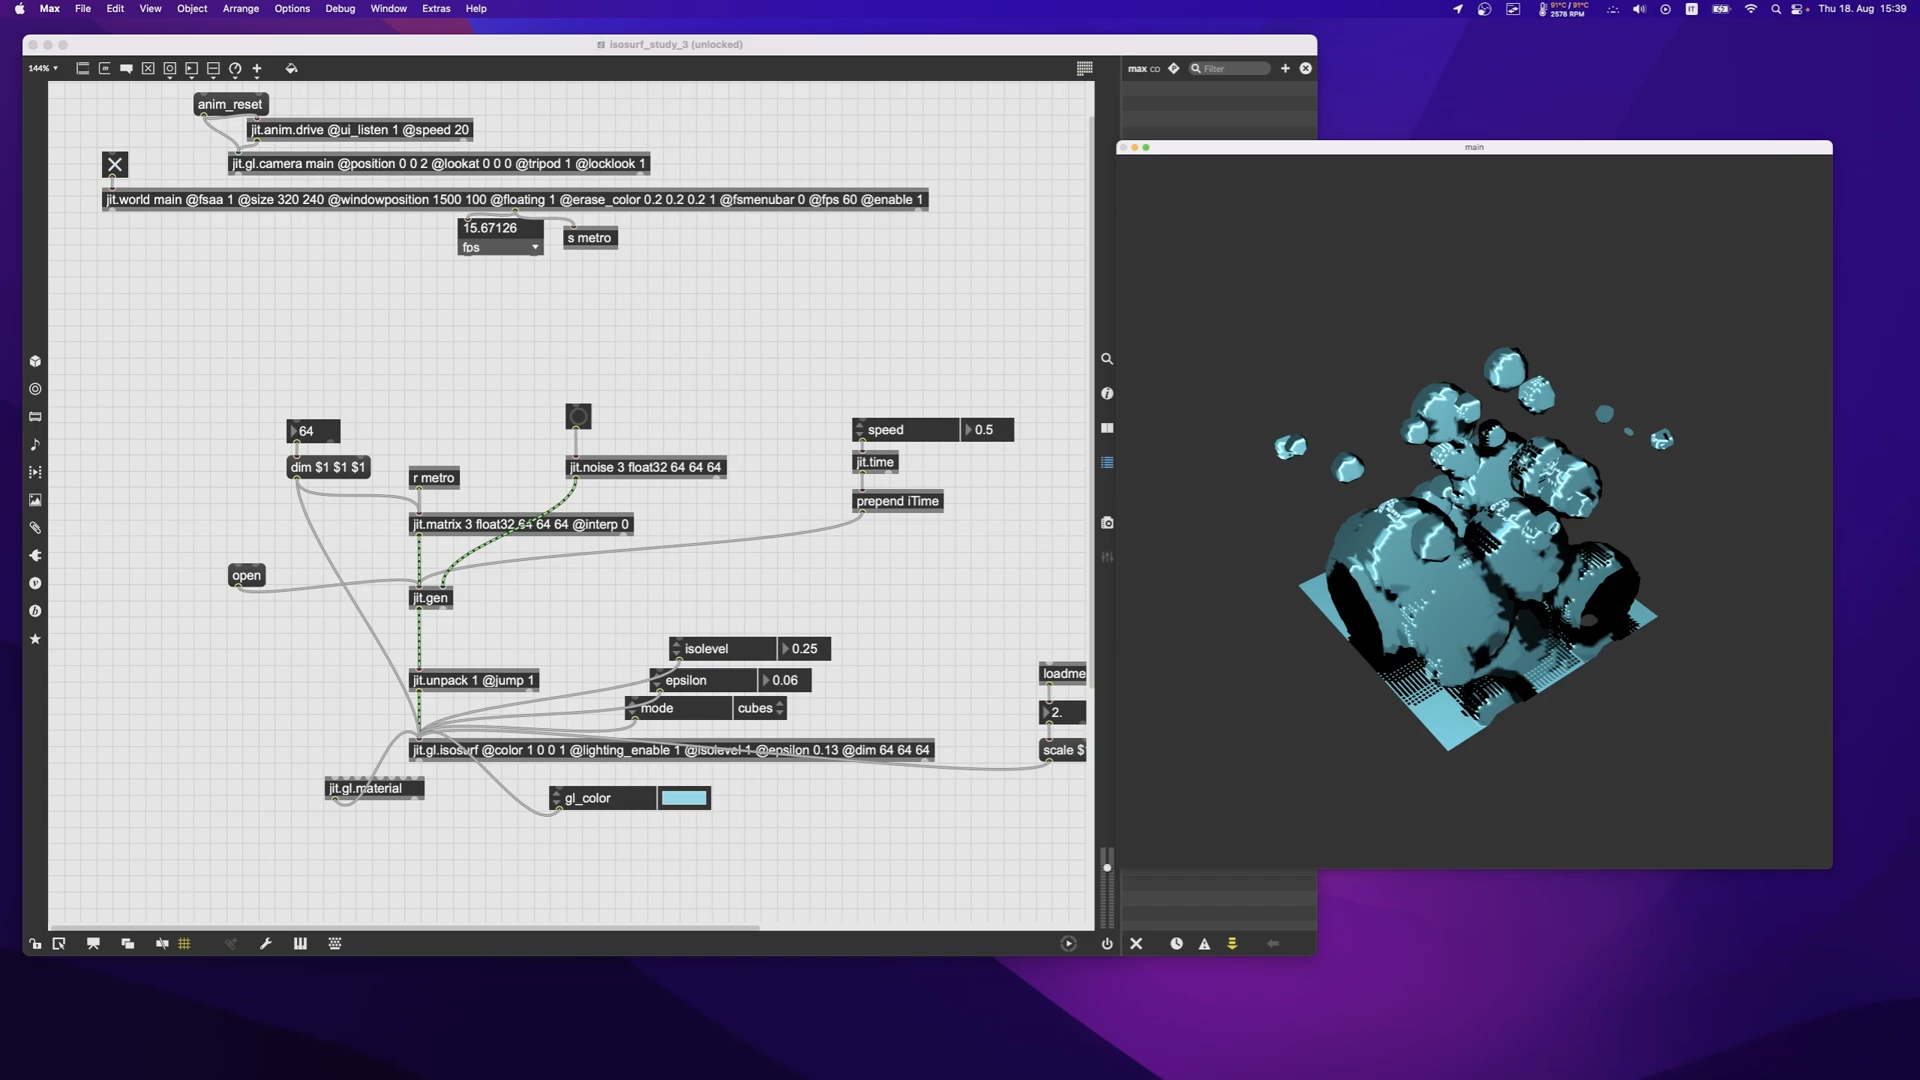 Max File Edit View Object Arrange Options Debug Window Extras Help
91°C / 91°C
2578 RPM
IT
Thu 18. Aug 15:39
isosurf_study_3 (unlocked)
144%
max co
Filter
main
anim_reset
jit.anim.drive @ui_listen 1 @speed 20
jit.gl.camera main @position 0 0 2 @lookat 0 0 0 @tripod 1 @locklook 1
jit.world main @fsaa 1 @size 320 240 @windowposition 1500 100 @floating 1 @erase_color 0.2 0.2 0.2 1 @fsmenubar 0 @fps 60 @enable 1
15.67126
fps
s metro
64
speed 0.5
dim $1 $1 $1
r metro
jit.noise 3 float32 64 64 64
jit.time
prepend iTime
jit.matrix 3 float32 64 64 64 @interp 0
open
jit.gen
isolevel 0.25
jit.unpack 1 @jump 1
epsilon 0.06
loadme
mode cubes
2.
jit.gl.isosurf @color 1 0 0 1 @lighting_enable 1 @isolevel 1 @epsilon 0.13 @dim 64 64 64
scale $
jit.gl.material
gl_color